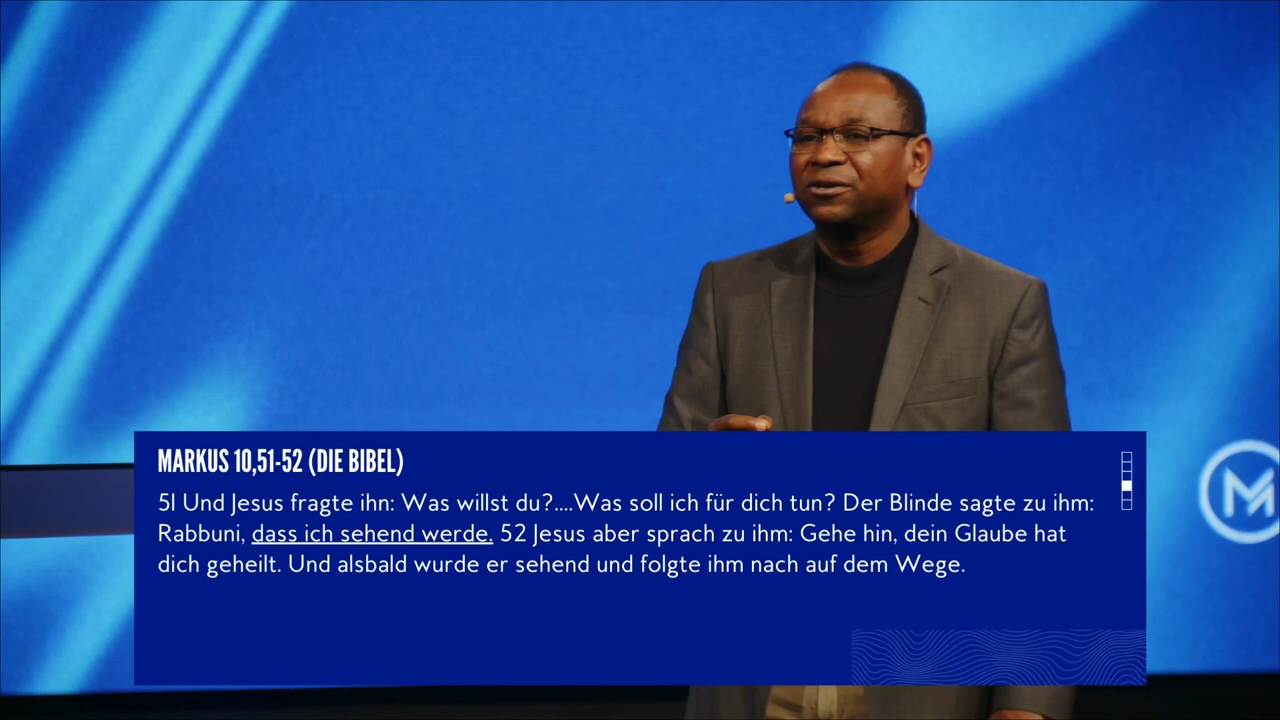 MARKUS 10,51-52 (DIE BIBEL)
51 Und Jesus fragte ihn: Was willst du?....Was soll ich für dich tun? Der Blinde sagte zu ihm:
Rabbuni, dass ich sehend werde. 52 Jesus aber sprach zu ihm: Gehe hin, dein Glaube hat
dich geheilt. Und alsbald wurde er sehend und folgte ihm nach auf dem Wege.
M